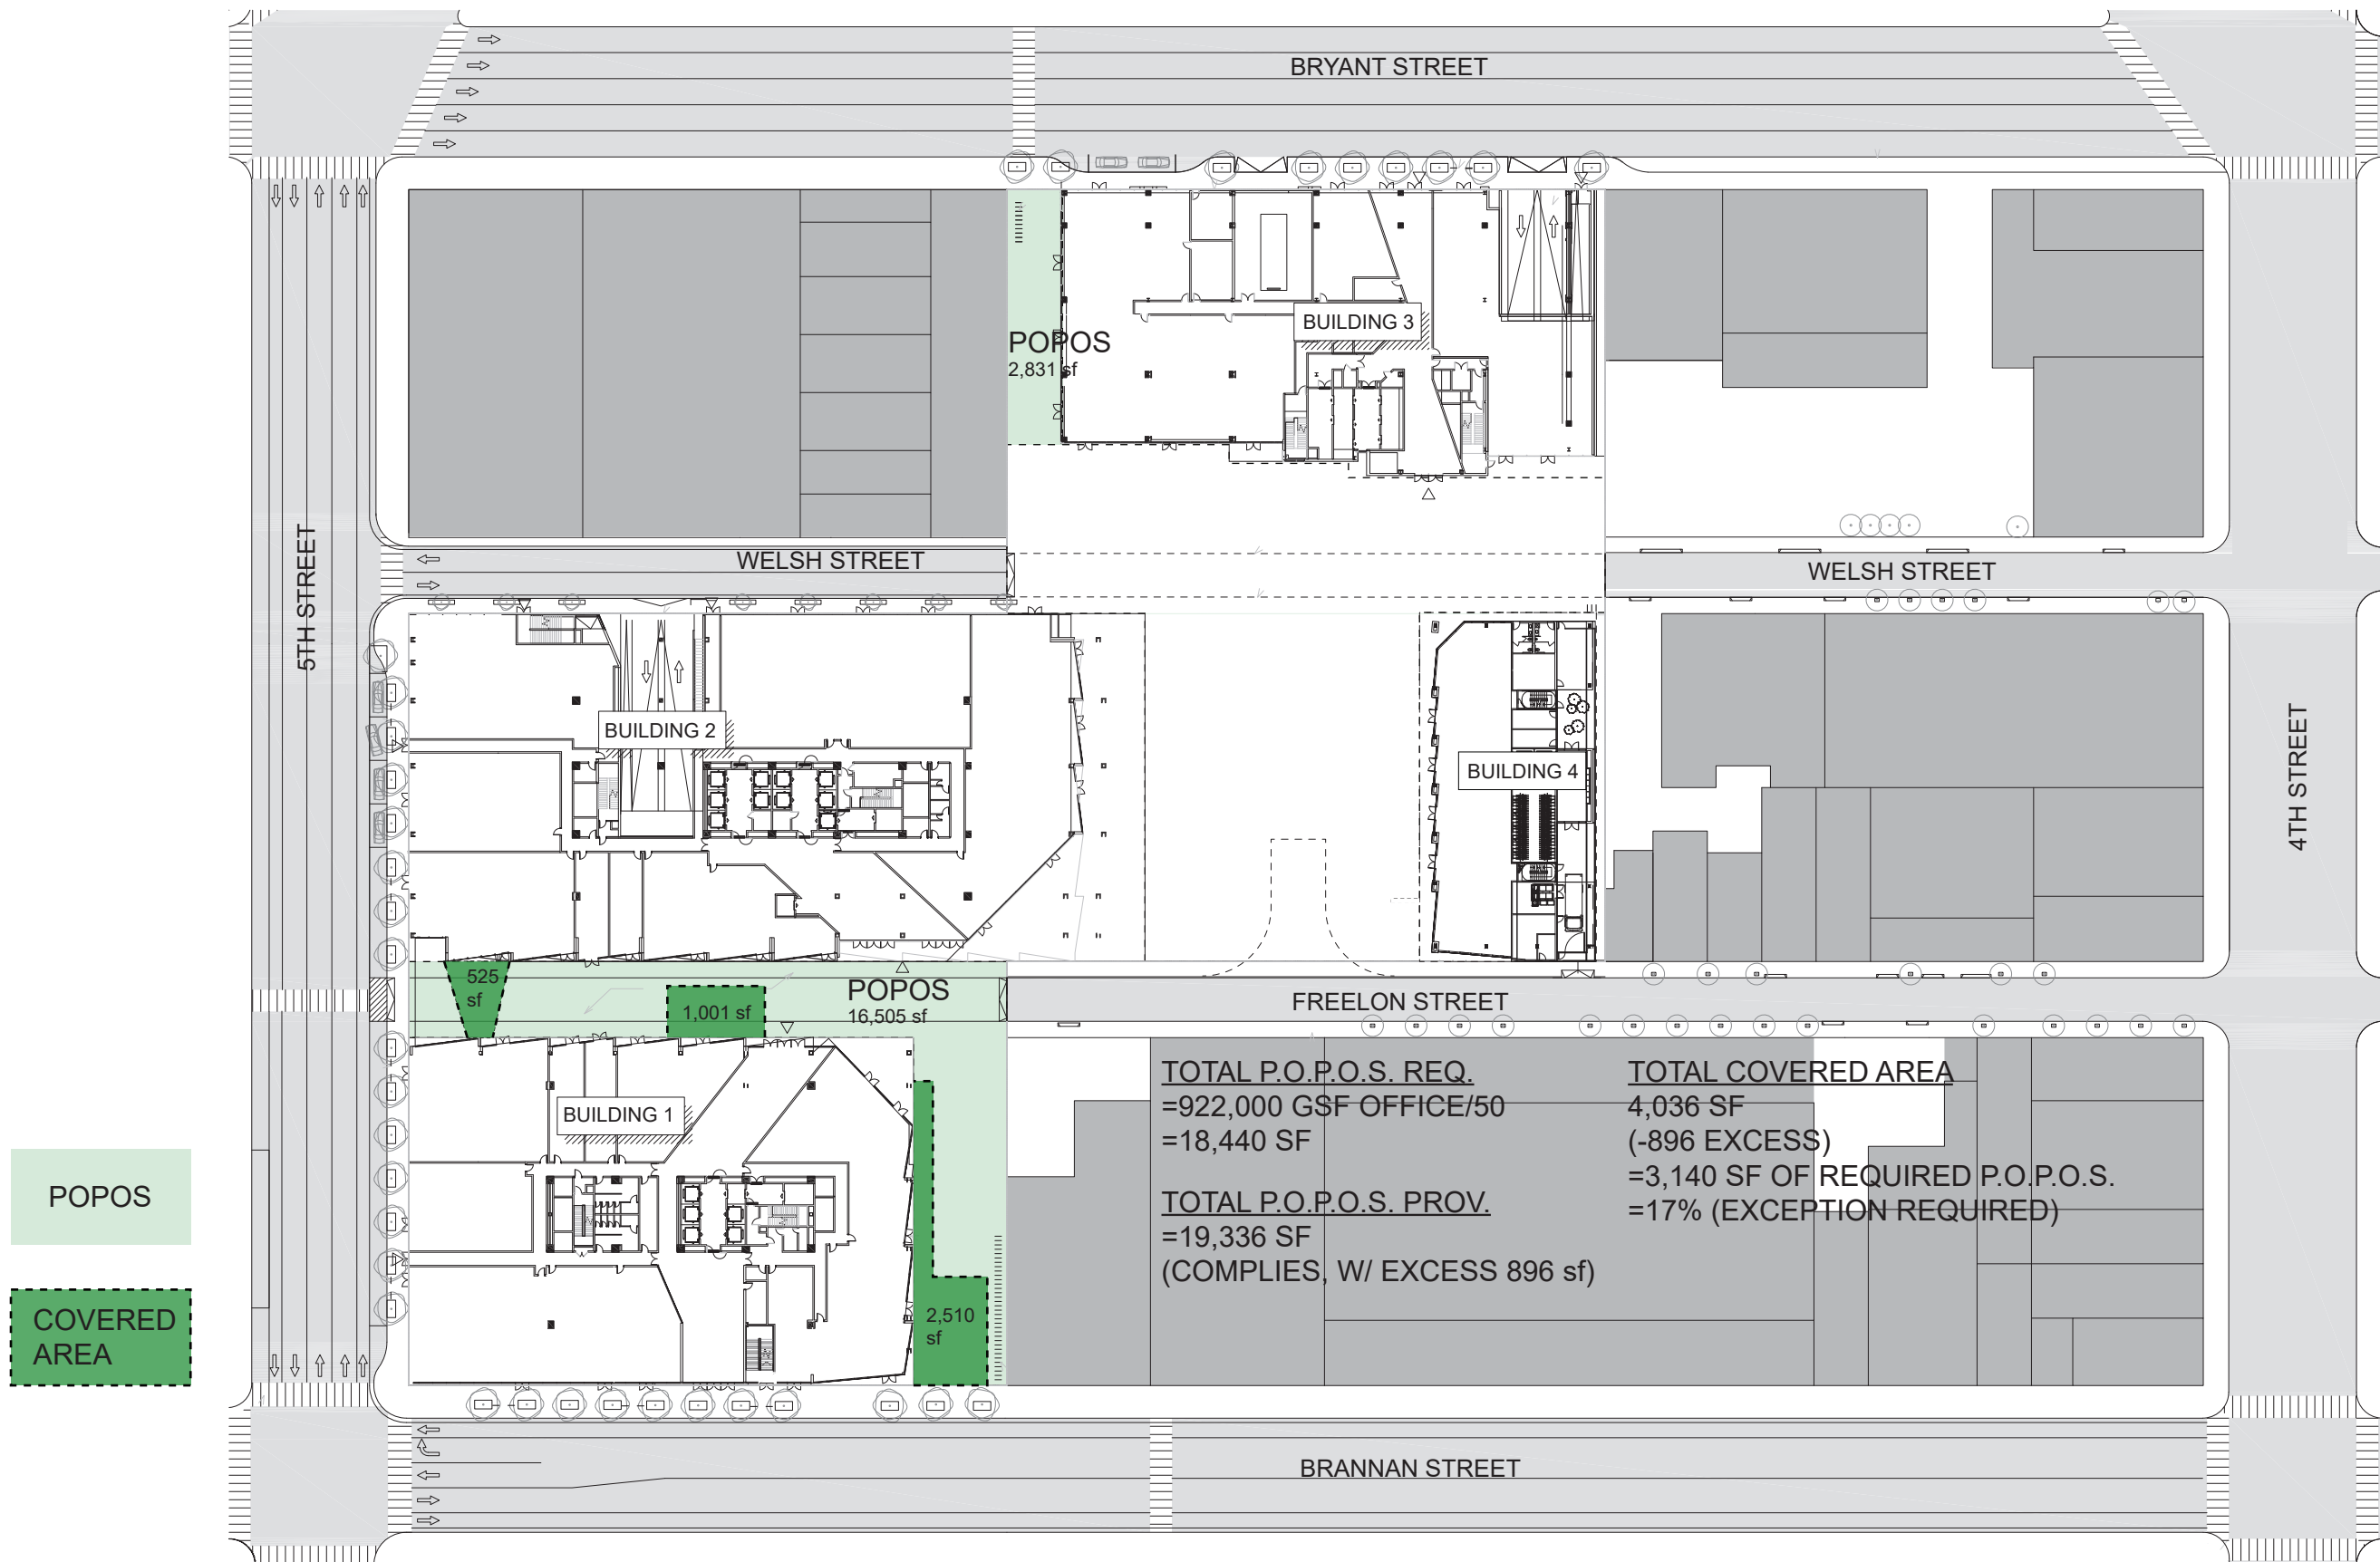 BRYANT STREET
BUILDING 3
POPOS
2,831 sf
5TH STREET
WELSH STREET
WELSH STREET
BUILDING 2
BUILDING 4
4TH STREET
525
sf
1,001 sf
POPOS
16,505 sf
FREELON STREET
BUILDING 1
TOTAL P.O.P.O.S. REQ.
=922,000 GSF OFFICE/50
=18,440 SF
TOTAL P.O.P.O.S. PROV.
=19,336 SF
(COMPLIES, W/ EXCESS 896 sf)
TOTAL COVERED AREA
4,036 SF
(-896 EXCESS)
=3,140 SF OF REQUIRED P.O.P.O.S.
=17% (EXCEPTION REQUIRED)
POPOS
COVERED
AREA
2,510
sf
BRANNAN STREET